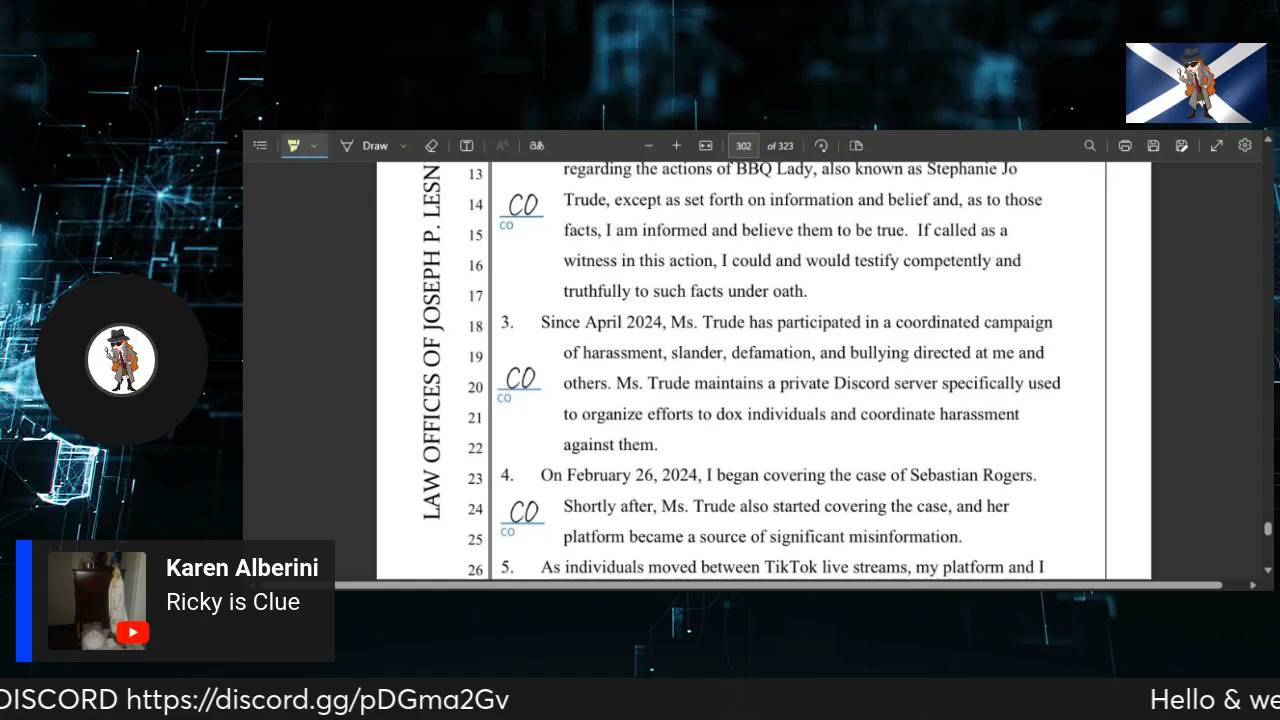 Draw
302 of 323
LAW OFFICES OF JOSEPH P. LESN
13 regarding the actions of BBQ Lady, also known as Stephanie Jo
14 CO Trude, except as set forth on information and belief and, as to those
CO
15 facts, I am informed and believe them to be true. If called as a
16 witness in this action, I could and would testify competently and
17 truthfully to such facts under oath.
18 3. Since April 2024, Ms. Trude has participated in a coordinated campaign
19 of harassment, slander, defamation, and bullying directed at me and
20 CO others. Ms. Trude maintains a private Discord server specifically used
CO
21 to organize efforts to dox individuals and coordinate harassment
22 against them.
23 4. On February 26, 2024, I began covering the case of Sebastian Rogers.
24 CO Shortly after, Ms. Trude also started covering the case, and her
CO
25 platform became a source of significant misinformation.
26 5. As individuals moved between TikTok live streams, my platform and I
Karen Alberini
Ricky is Clue
DISCORD https://discord.gg/pDGma2Gv Hello & we